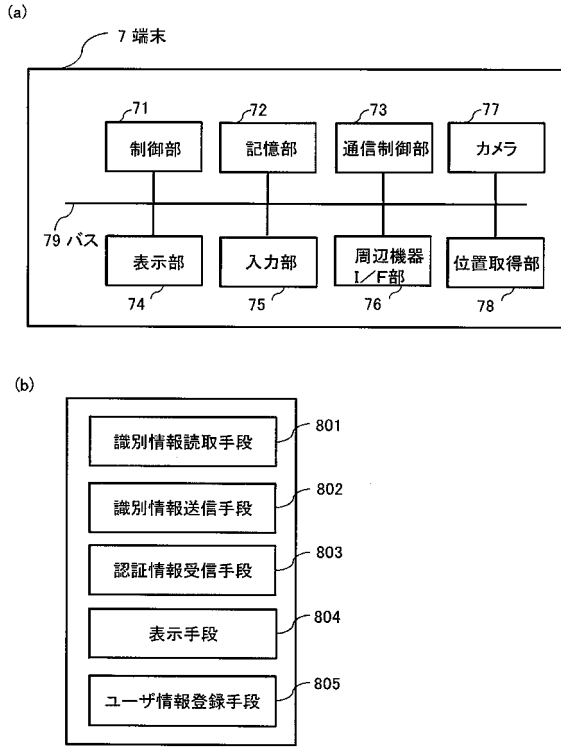 (a)
7 端末
71
72
73
77
制御部
記憶部
通信制御部
カメラ
79 バス
表示部
入力部
周辺機器
I/F部
位置取得部
74
75
76
78
(b)
識別情報読取手段
801
識別情報送信手段
802
認証情報受信手段
803
表示手段
804
ユーザ情報登録手段
805